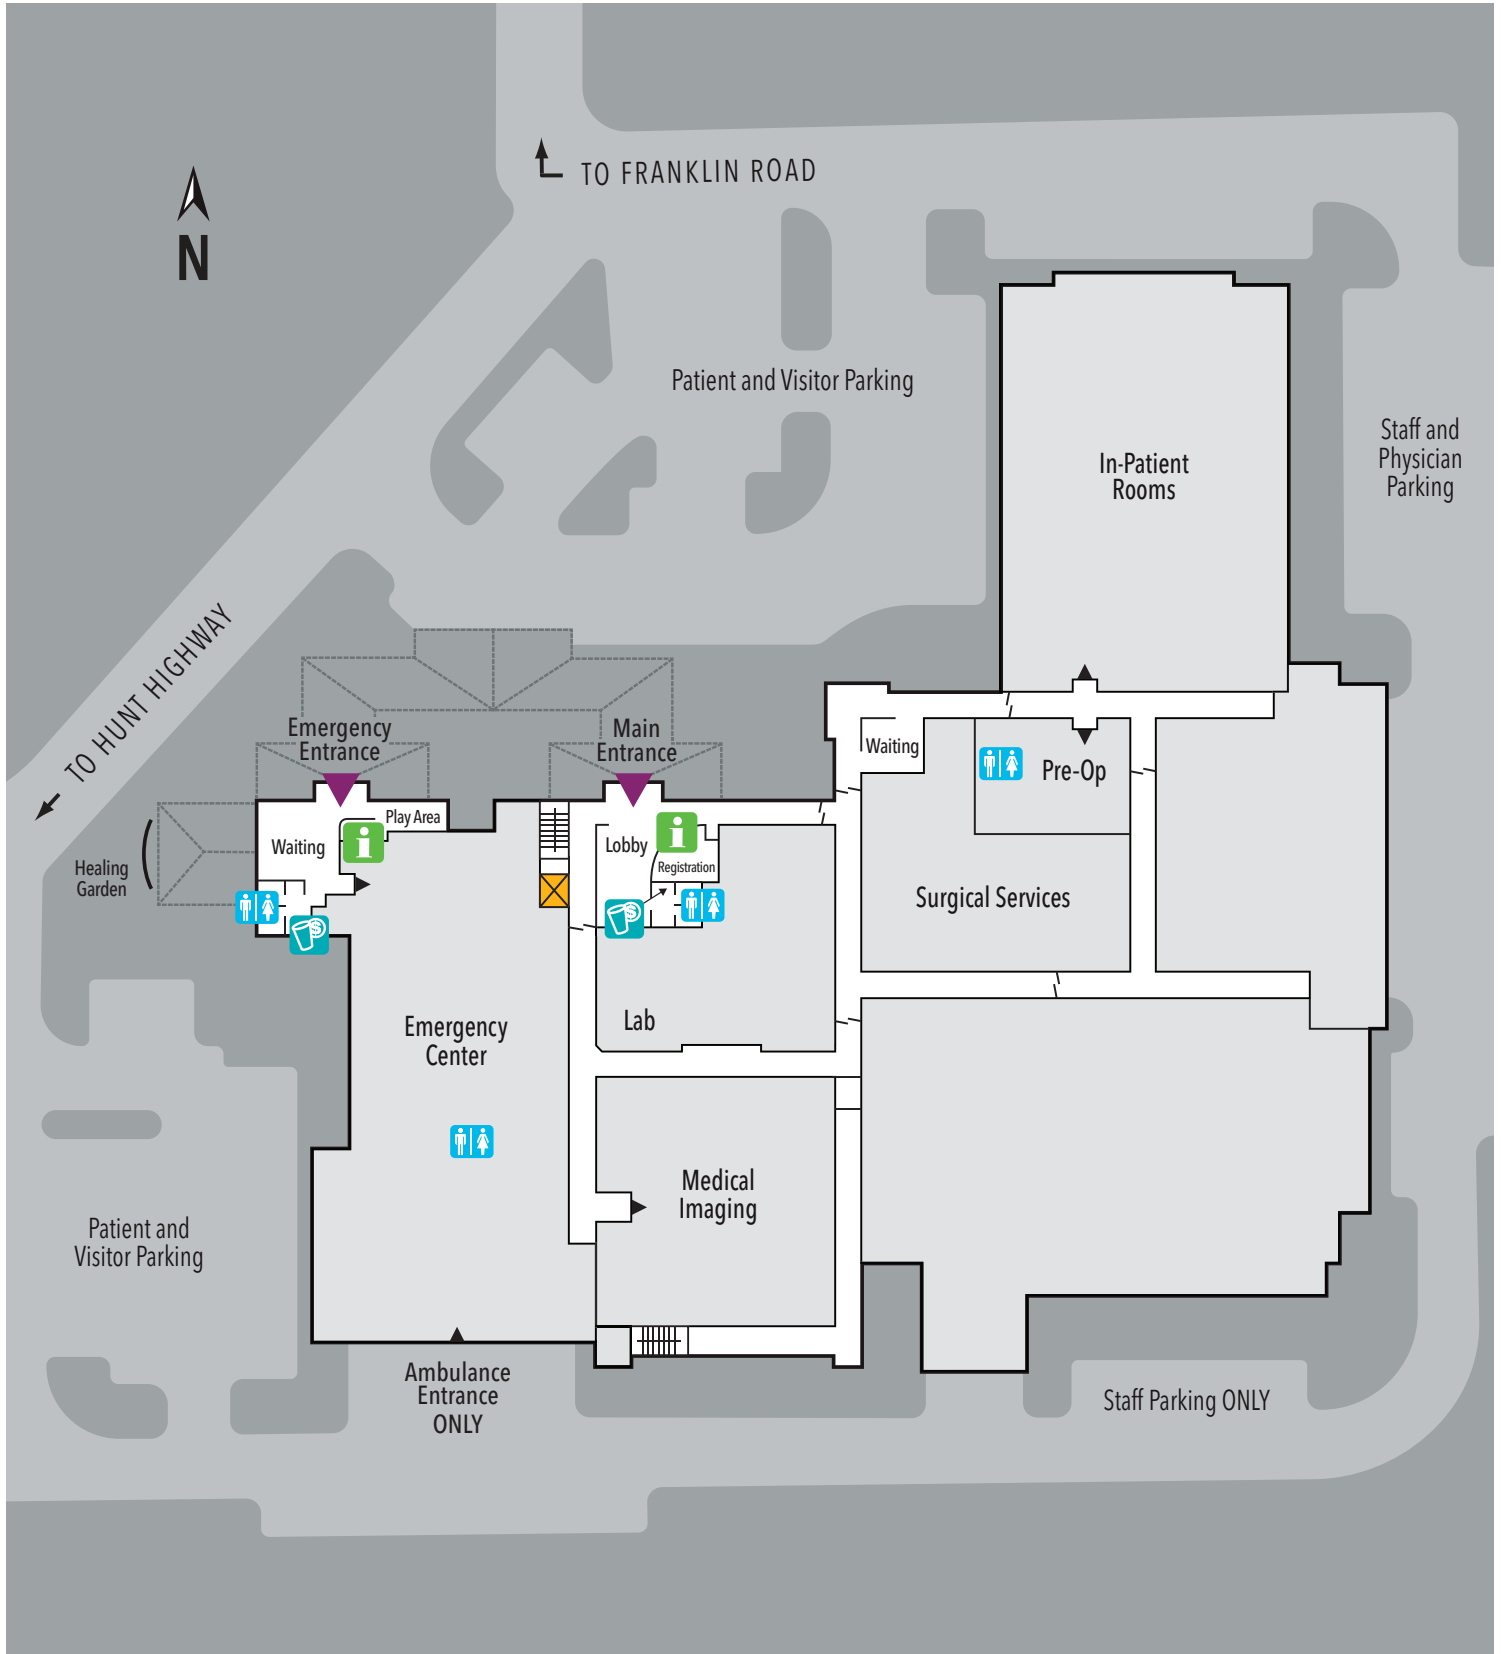 TO FRANKLIN ROAD
N
Patient and Visitor Parking
In-Patient
Rooms
Staff and
Physician
Parking
TO HUNT HIGHWAY
Emergency
Entrance
Main
Entrance
Waiting
Pre-Op
Play Area
Waiting
Lobby
Registration
Healing
Garden
Surgical Services
Emergency
Center
Lab
Medical
Imaging
Patient and
Visitor Parking
Ambulance
Entrance
ONLY
Staff Parking ONLY